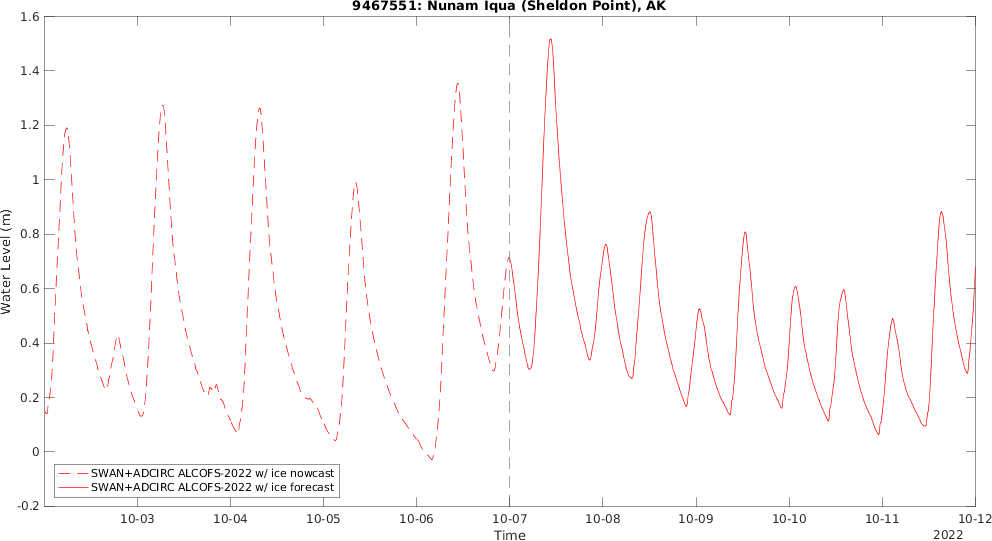 9467551: Nunam Iqua (Sheldon Point), AK
1.6
1.4
1.2
1
0.8
0.6
0.4
0.2
0
-0.2
Water Level (m)
SWAN+ADCIRC ALCOFS-2022 w/ ice nowcast
SWAN+ADCIRC ALCOFS-2022 w/ ice forecast
10-03 10-04 10-05 10-06 10-07 10-08 10-09 10-10 10-11 10-12
Time
2022